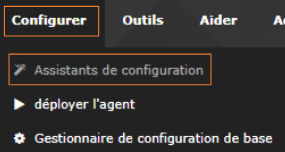 Configurer Outils Aider
Assistants de configuration
déployer l'agent
Gestionnaire de configuration de base